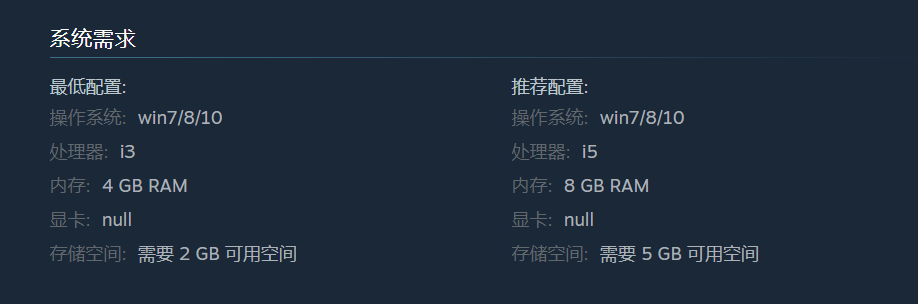 系统需求
最低配置:
操作系统: win7/8/10
处理器: i3
内存: 4 GB RAM
显卡: null
存储空间: 需要 2 GB 可用空间
推荐配置:
操作系统: win7/8/10
处理器: i5
内存: 8 GB RAM
显卡: null
存储空间: 需要 5 GB 可用空间